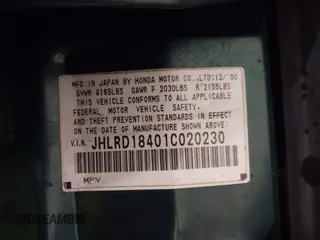 MFD.IN JAPAN BY HONDA MOTOR CO.,LTD:12/'00
GVWR 4165LBS GAWR F 2030LBS R 2155LBS
THIS VEHICLE CONFORMS TO ALL APPLICABLE
FEDERAL MOTOR VEHICLE SAFETY,
AND THEFT PREVENTION STANDARDS IN EFFECT
ON THE DATE OF MANUFACTURE SHOWN ABOVE.
V.I.N. JHLRD18401C020230
MPV
DREAMBID